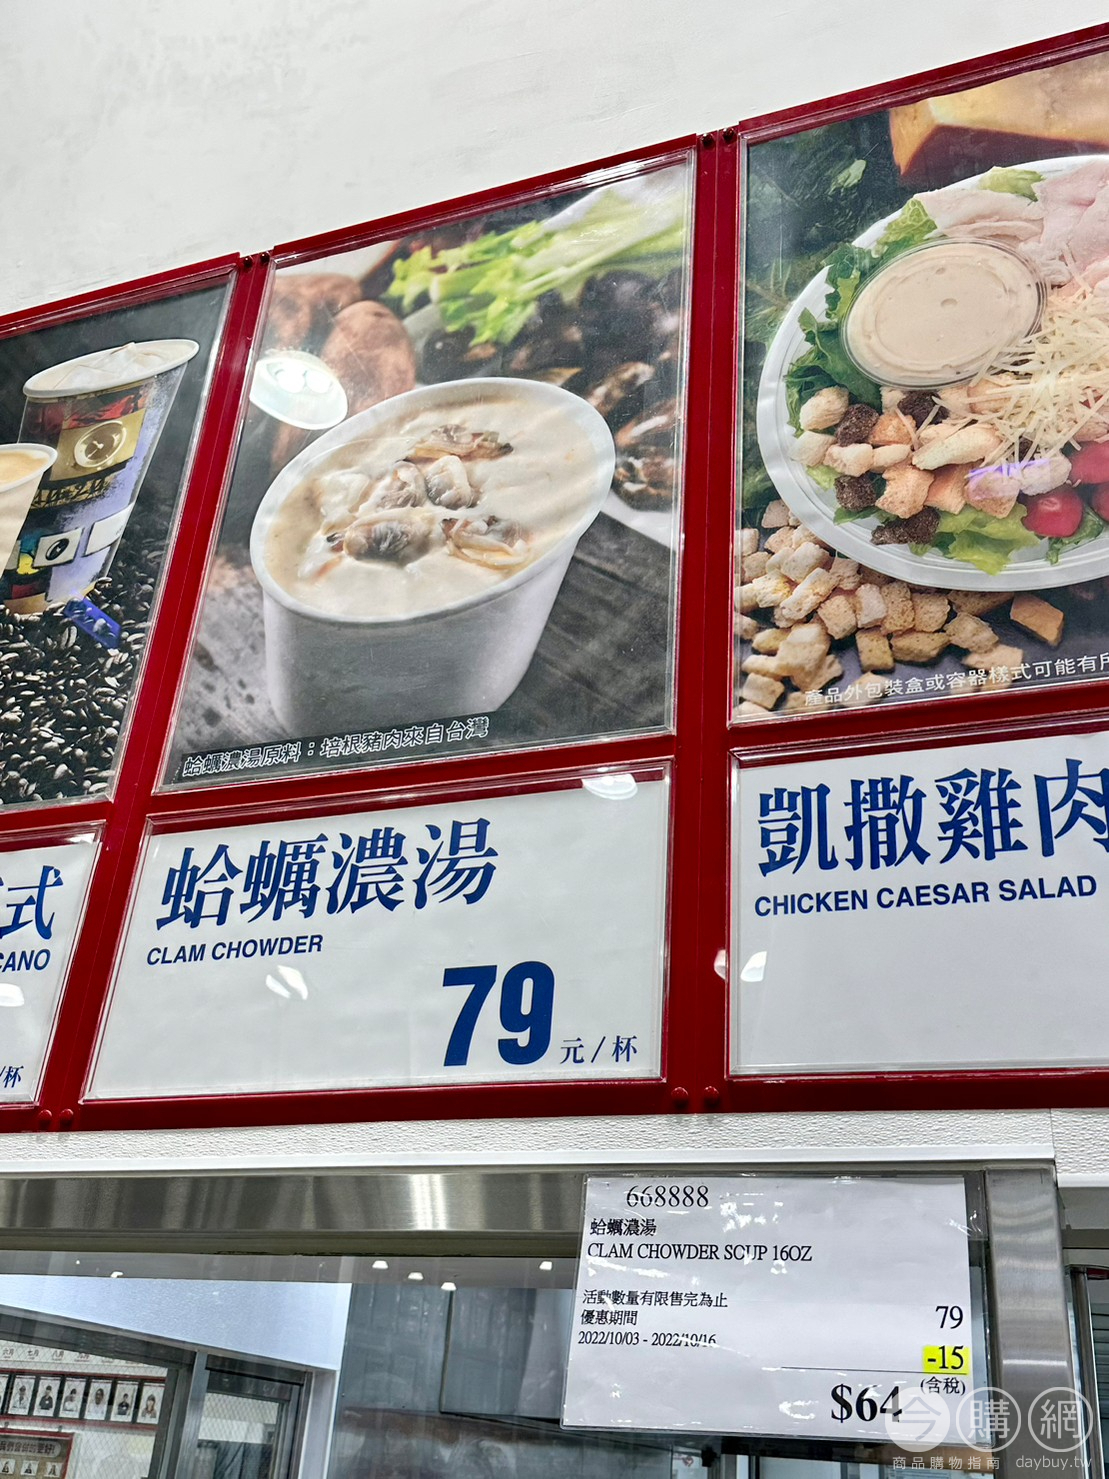 蛤蠣濃湯原料：培根豬肉來自台灣
產品外包裝盒或容器樣式可能有所
式
CANO
/杯
蛤蠣濃湯
CLAM CHOWDER
79 元/杯
凱撒雞肉
CHICKEN CAESAR SALAD
668888
蛤蠣濃湯
CLAM CHOWDER SOUP 16OZ
活動數量有限售完為止
優惠期間
2022/10/03 - 2022/10/16
79
-15
(含稅)
$64
今購網
商品購物指南 daybuy.tw